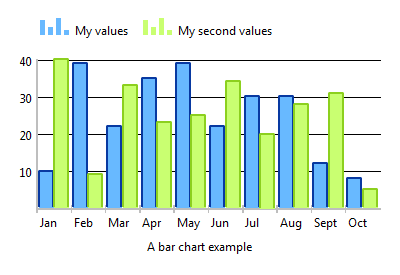 My values My second values
40
30
20
10
Jan Feb Mar Apr May Jun Jul Aug Sept Oct
A bar chart example